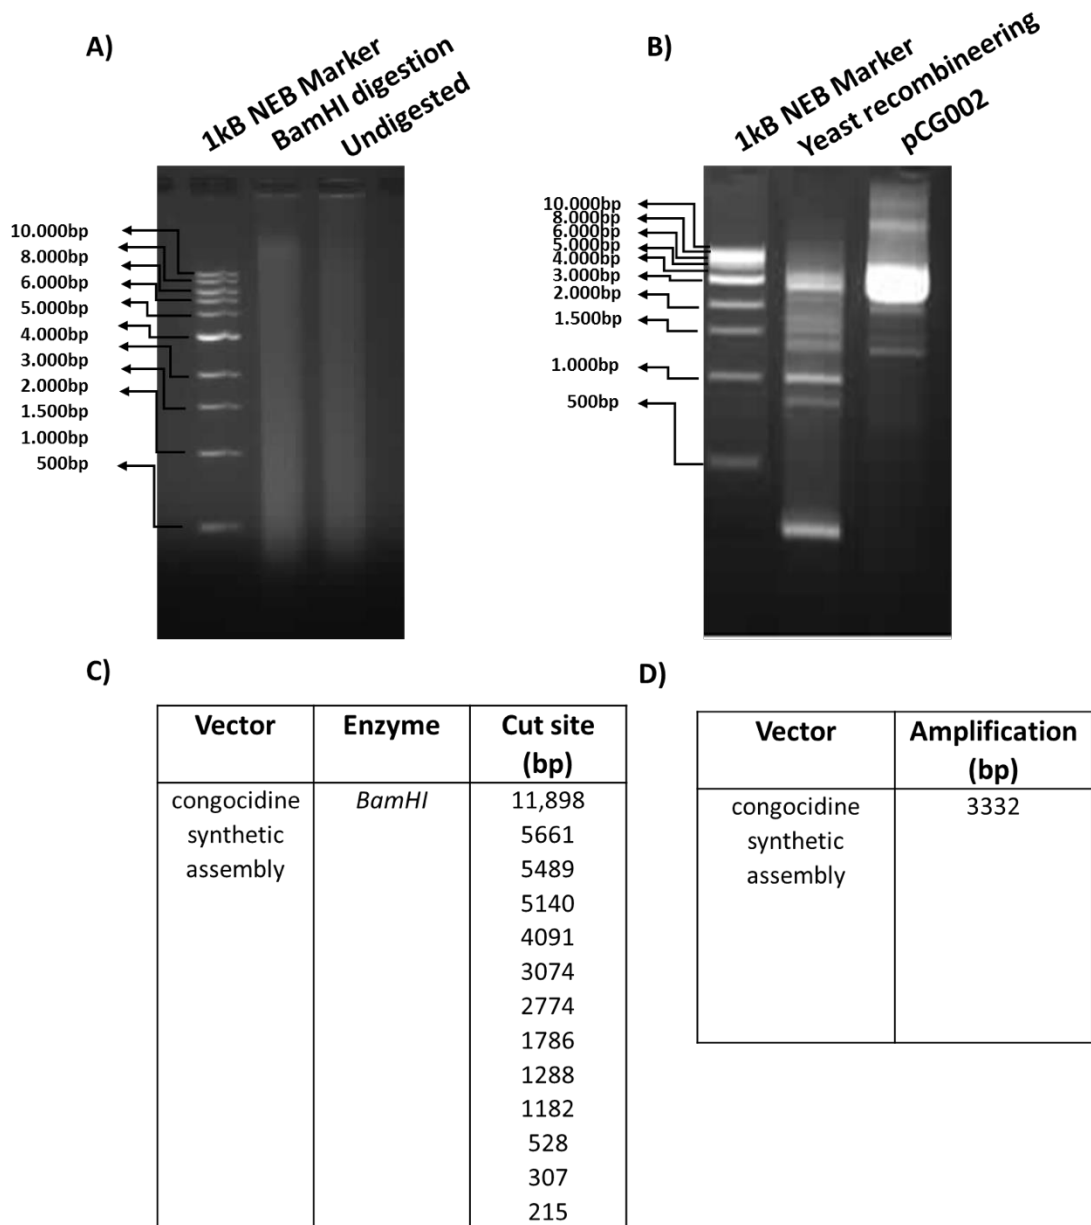 A)
1kB NEB Marker
BamHI digestion
Undigested
10.000bp
8.000bp
6.000bp
5.000bp
4.000bp
3.000bp
2.000bp
1.500bp
1.000bp
500bp
B)
1kB NEB Marker
Yeast recombineering
pCG002
10.000bp
8.000bp
6.000bp
5.000bp
4.000bp
3.000bp
2.000bp
1.500bp
1.000bp
500bp
C)
Vector Enzyme Cut site
(bp)
congocidine BamHI 11,898
synthetic 5661
assembly 5489
5140
4091
3074
2774
1786
1288
1182
528
307
215
D)
Vector Amplification
(bp)
congocidine 3332
synthetic
assembly